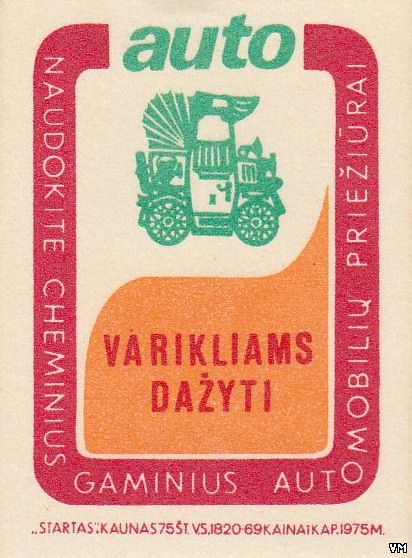 auto
NAUDOKITE CHEMINIUS GAMINIUS AUTOMOBILIŲ PRIEŽIŪRAI
VARIKLIAMS
DAŽYTI
„STARTAS“.KAUNAS 75 ŠT. V.S. 1820-69 KAINA 1 KAP. 1975 M.
VM